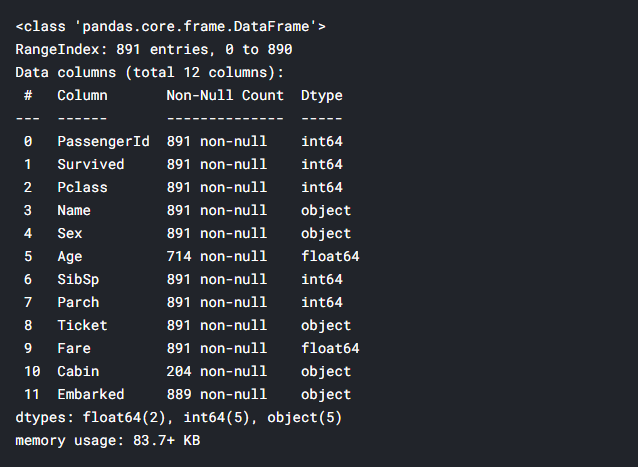 <class 'pandas.core.frame.DataFrame'>
RangeIndex: 891 entries, 0 to 890
Data columns (total 12 columns):
 #   Column       Non-Null Count  Dtype
---  ------       --------------  -----
 0   PassengerId  891 non-null    int64
 1   Survived     891 non-null    int64
 2   Pclass       891 non-null    int64
 3   Name         891 non-null    object
 4   Sex          891 non-null    object
 5   Age          714 non-null    float64
 6   SibSp        891 non-null    int64
 7   Parch        891 non-null    int64
 8   Ticket       891 non-null    object
 9   Fare         891 non-null    float64
 10  Cabin        204 non-null    object
 11  Embarked     889 non-null    object
dtypes: float64(2), int64(5), object(5)
memory usage: 83.7+ KB